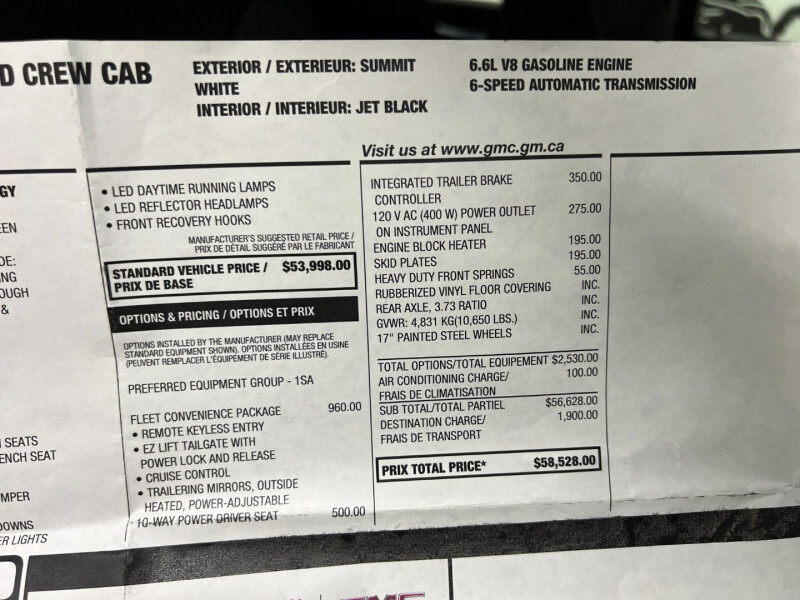 D CREW CAB
EXTERIOR / EXTERIEUR: SUMMIT
WHITE
INTERIOR / INTERIEUR: JET BLACK
6.6L V8 GASOLINE ENGINE
6-SPEED AUTOMATIC TRANSMISSION
Visit us at www.gmc.gm.ca
GY
EEN
DE:
NG
OUGH
&
SEATS
ENCH SEAT
MPER
DOWNS
ER LIGHTS
• LED DAYTIME RUNNING LAMPS
• LED REFLECTOR HEADLAMPS
• FRONT RECOVERY HOOKS
MANUFACTURER'S SUGGESTED RETAIL PRICE /
PRIX DE DÉTAIL SUGGÉRÉ PAR LE FABRICANT
STANDARD VEHICLE PRICE / $53,998.00
PRIX DE BASE
OPTIONS & PRICING / OPTIONS ET PRIX
OPTIONS INSTALLED BY THE MANUFACTURER (MAY REPLACE
STANDARD EQUIPMENT SHOWN). OPTIONS INSTALLÉES EN USINE
(PEUVENT REMPLACER L'ÉQUIPEMENT DE SÉRIE ILLUSTRÉ).
PREFERRED EQUIPMENT GROUP - 1SA
FLEET CONVENIENCE PACKAGE 960.00
• REMOTE KEYLESS ENTRY
• EZ LIFT TAILGATE WITH
POWER LOCK AND RELEASE
• CRUISE CONTROL
• TRAILERING MIRRORS, OUTSIDE
HEATED, POWER-ADJUSTABLE
10-WAY POWER DRIVER SEAT 500.00
INTEGRATED TRAILER BRAKE 350.00
CONTROLLER
120 V AC (400 W) POWER OUTLET 275.00
ON INSTRUMENT PANEL
ENGINE BLOCK HEATER 195.00
SKID PLATES 195.00
HEAVY DUTY FRONT SPRINGS 55.00
RUBBERIZED VINYL FLOOR COVERING INC.
REAR AXLE, 3.73 RATIO INC.
GVWR: 4,831 KG(10,650 LBS.) INC.
17" PAINTED STEEL WHEELS INC.
TOTAL OPTIONS/TOTAL EQUIPEMENT $2,530.00
AIR CONDITIONING CHARGE/ 100.00
FRAIS DE CLIMATISATION
SUB TOTAL/TOTAL PARTIEL $56,628.00
DESTINATION CHARGE/ 1,900.00
FRAIS DE TRANSPORT
PRIX TOTAL PRICE* $58,528.00